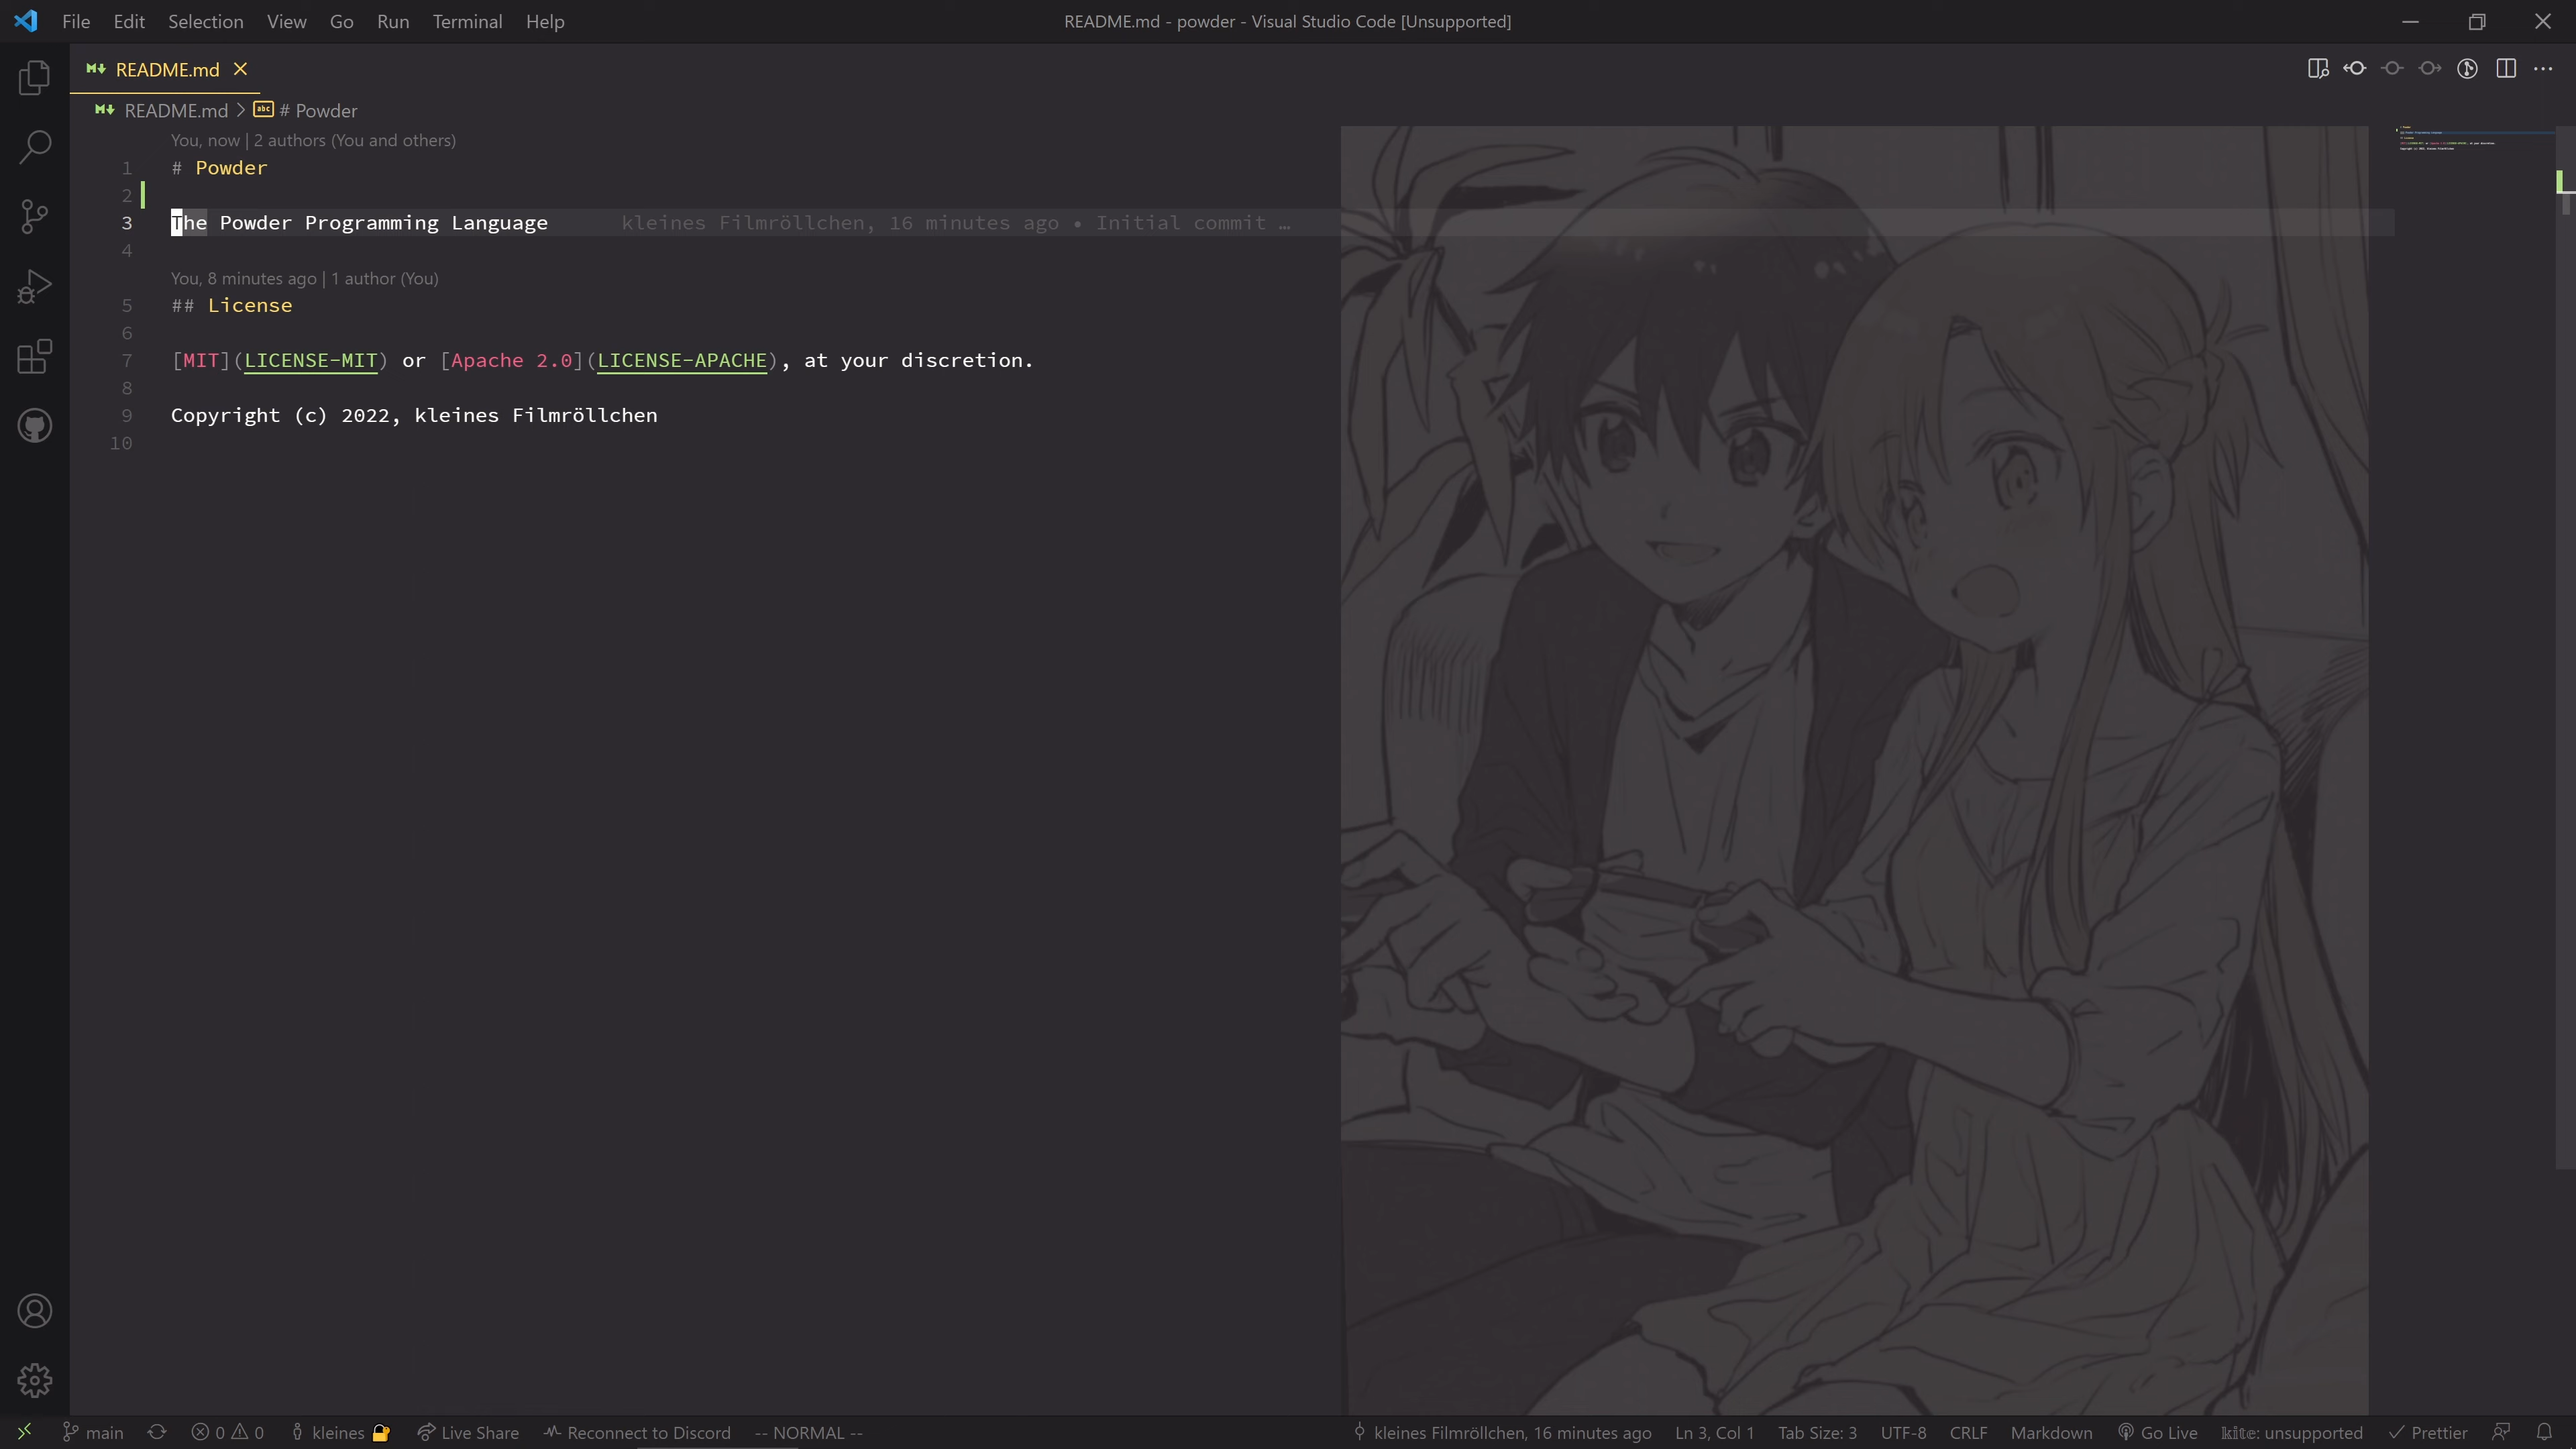 File Edit Selection View Go Run Terminal Help README.md - powder - Visual Studio Code [Unsupported]
README.md
README.md > # Powder
You, now | 2 authors (You and others)
1 # Powder
2
3 The Powder Programming Language kleines Filmröllchen, 16 minutes ago • Initial commit …
4
You, 8 minutes ago | 1 author (You)
5 ## License
6
7 [MIT](LICENSE-MIT) or [Apache 2.0](LICENSE-APACHE), at your discretion.
8
9 Copyright (c) 2022, kleines Filmröllchen
10
main 0 0 kleines Live Share Reconnect to Discord -- NORMAL -- kleines Filmröllchen, 16 minutes ago Ln 3, Col 1 Tab Size: 3 UTF-8 CRLF Markdown Go Live 𝕜𝕚𝕥𝕖: unsupported Prettier